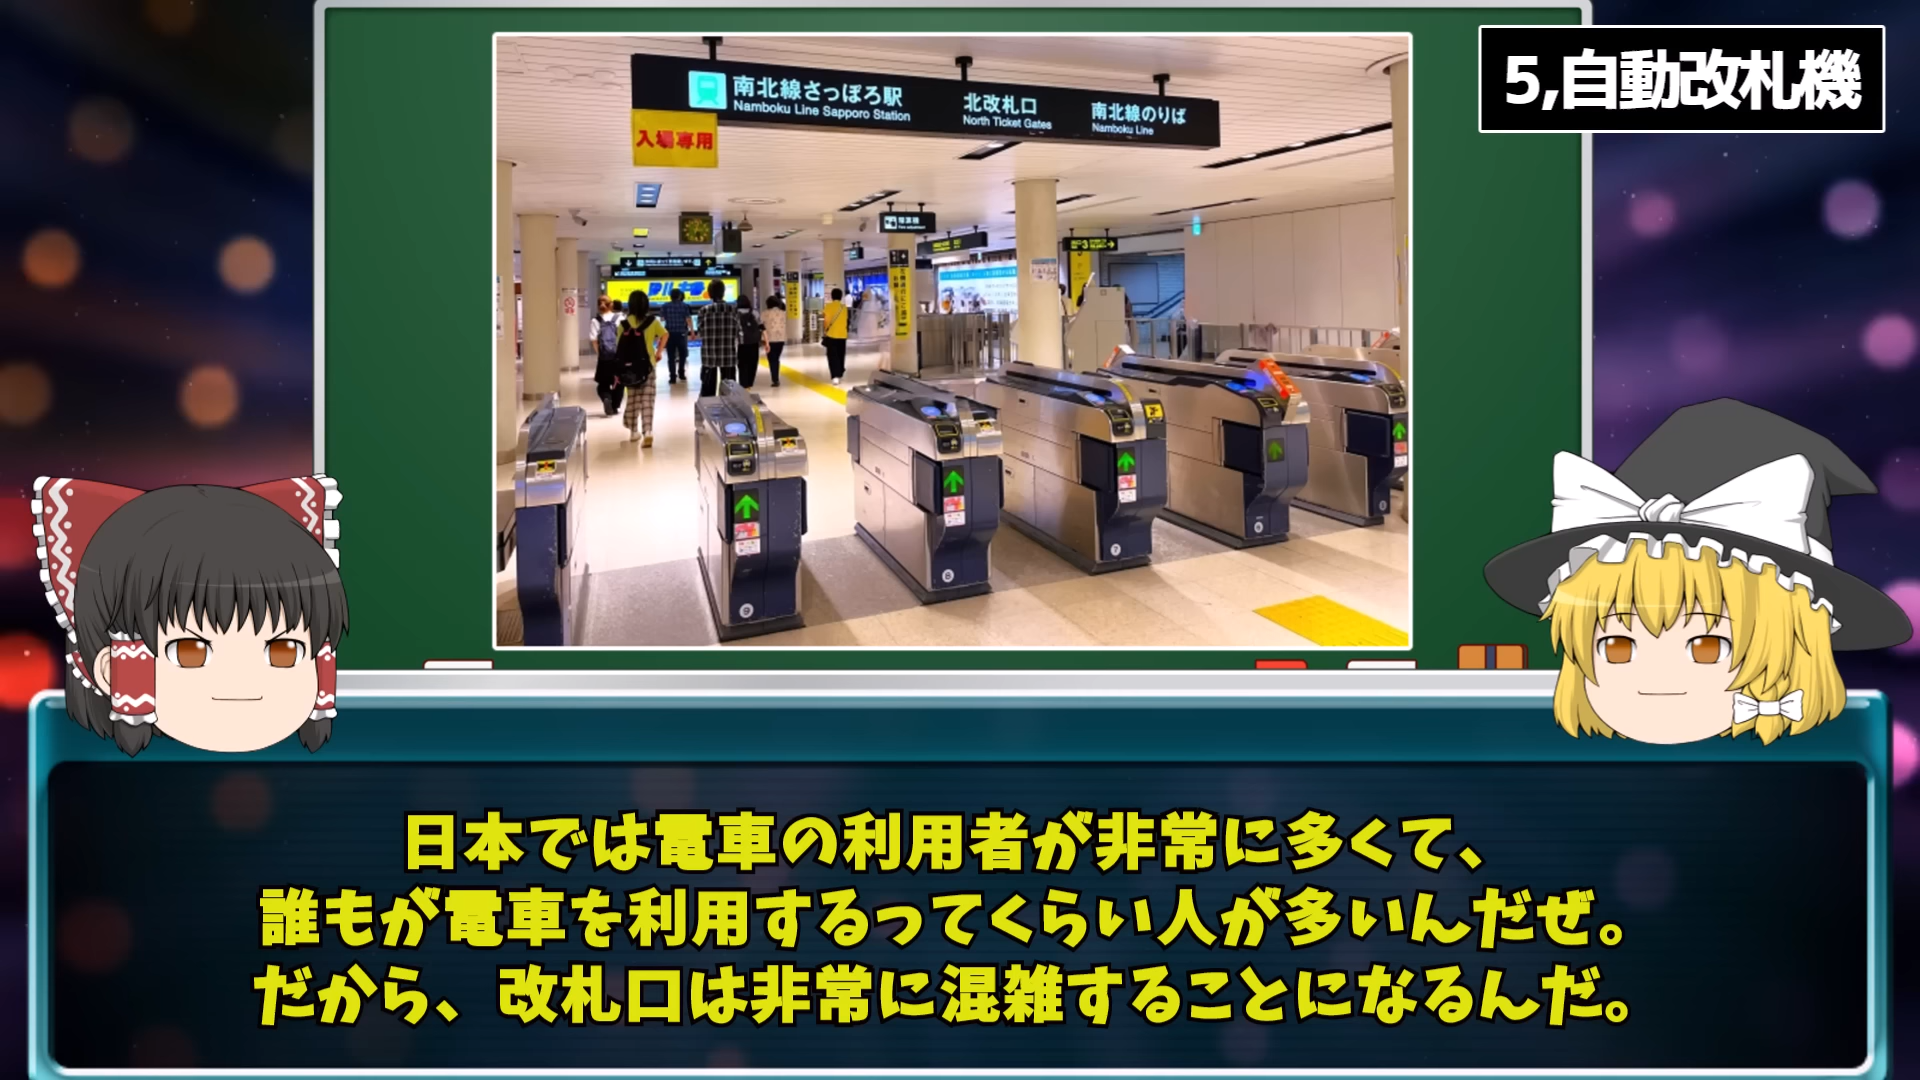 5,自動改札機
南北線さっぽろ駅
Namboku Line Sapporo Station
北改札口
North Ticket Gates
南北線のりば
Namboku Line
入場専用
9
8
7
6
日本では電車の利用者が非常に多くて、
誰もが電車を利用するってくらい人が多いんだぜ。
だから、改札口は非常に混雑することになるんだ。